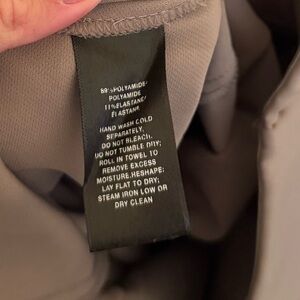 89%POLYAMIDE-
POLYAMIDE
11%ELASTANE-
ELASTANE
HAND WASH COLD
SEPARATELY,
DO NOT BLEACH.
DO NOT TUMBLE DRY;
ROLL IN TOWEL TO
REMOVE EXCESS
MOISTURE.RESHAPE;
LAY FLAT TO DRY;
STEAM IRON LOW OR
DRY CLEAN